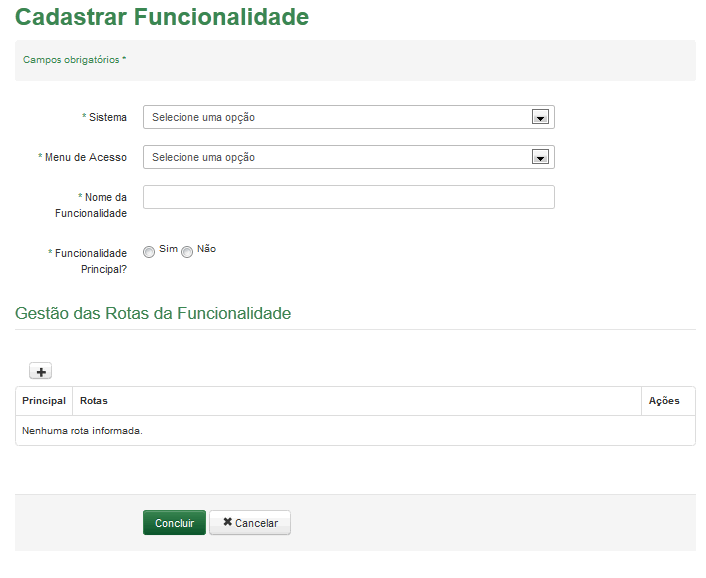 Cadastrar Funcionalidade
Campos obrigatórios *
* Sistema
Selecione uma opção
* Menu de Acesso
Selecione uma opção
* Nome da
Funcionalidade
* Funcionalidade
Principal?
Sim Não
Gestão das Rotas da Funcionalidade
Principal Rotas Ações
Nenhuma rota informada.
Concluir Cancelar